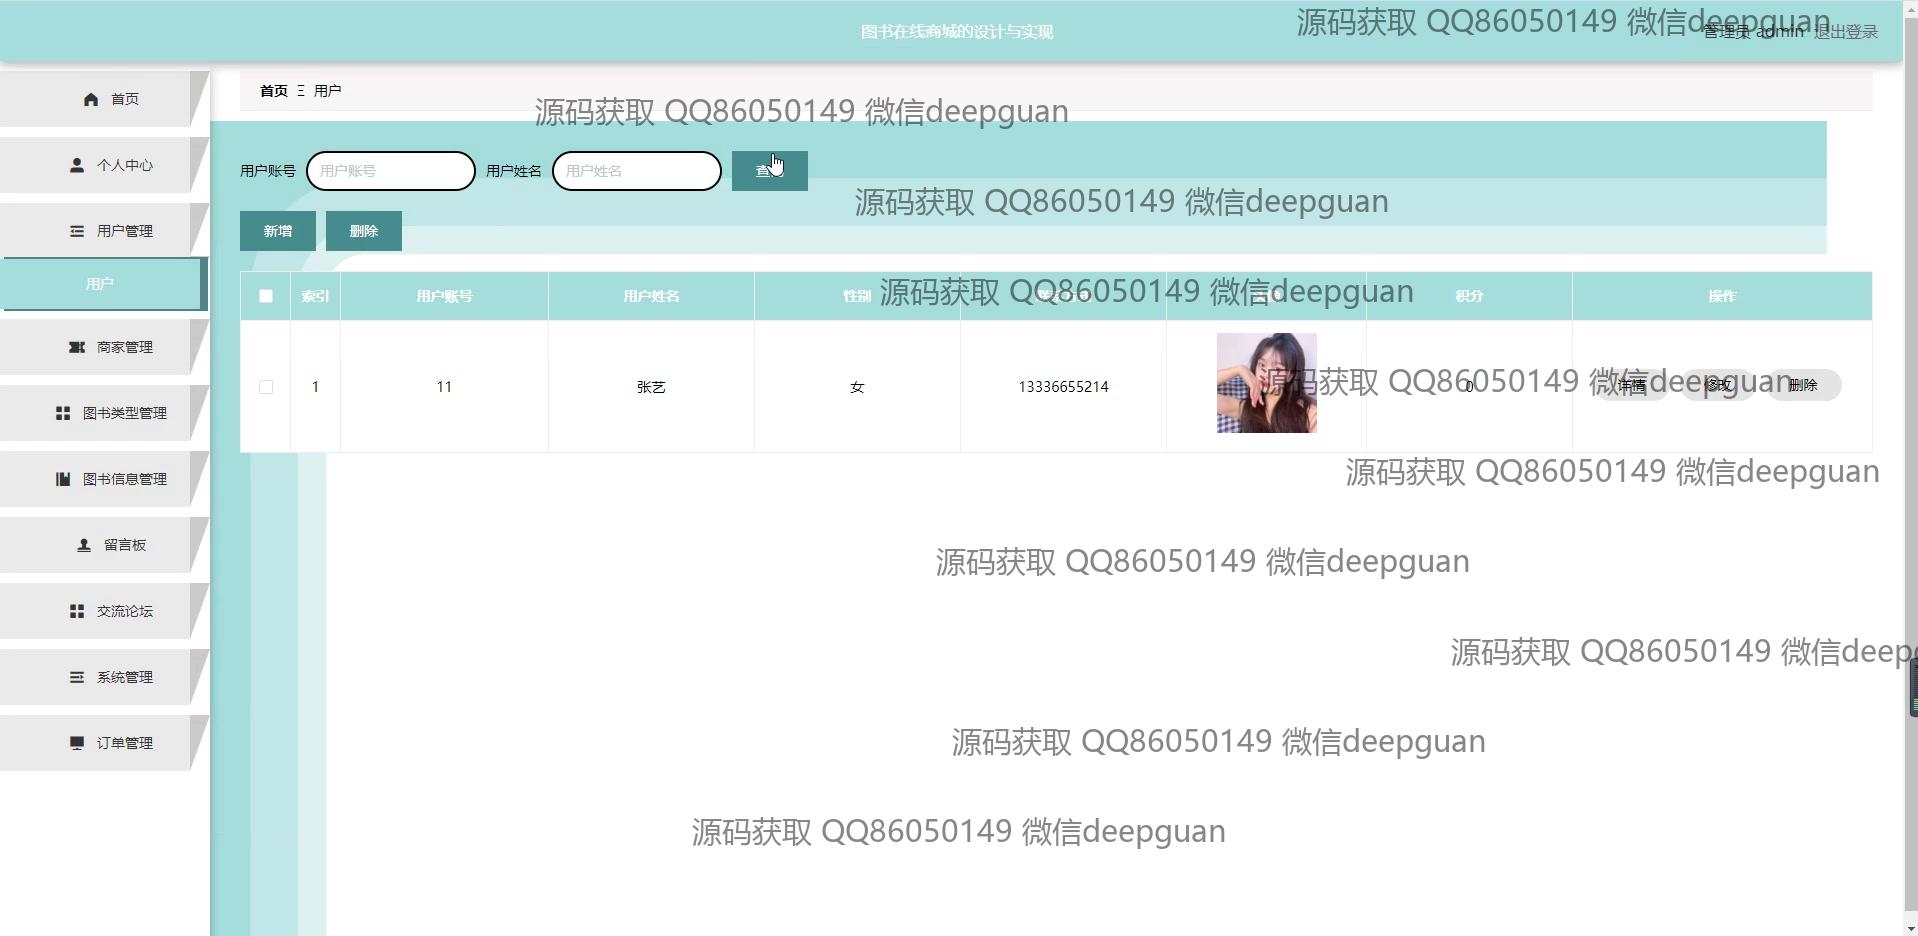 图书在线商城的设计与实现
源码获取 QQ86050149 微信deepguan
管理员 admin 退出登录
首页
个人中心
用户管理
用户
商家管理
图书类型管理
图书信息管理
留言板
交流论坛
系统管理
订单管理
首页 Ξ 用户
源码获取 QQ86050149 微信deepguan
用户账号 用户账号 用户姓名 用户姓名
源码获取 QQ86050149 微信deepguan
新增 删除
索引 用户账号 用户姓名 性别 积分 操作
源码获取 QQ86050149 微信deepguan
1 11 张艺 女 13336655214 0 详情 修改 删除
源码获取 QQ86050149 微信deepguan
源码获取 QQ86050149 微信deepguan
源码获取 QQ86050149 微信deepguan
源码获取 QQ86050149 微信deep
源码获取 QQ86050149 微信deepguan
源码获取 QQ86050149 微信deepguan